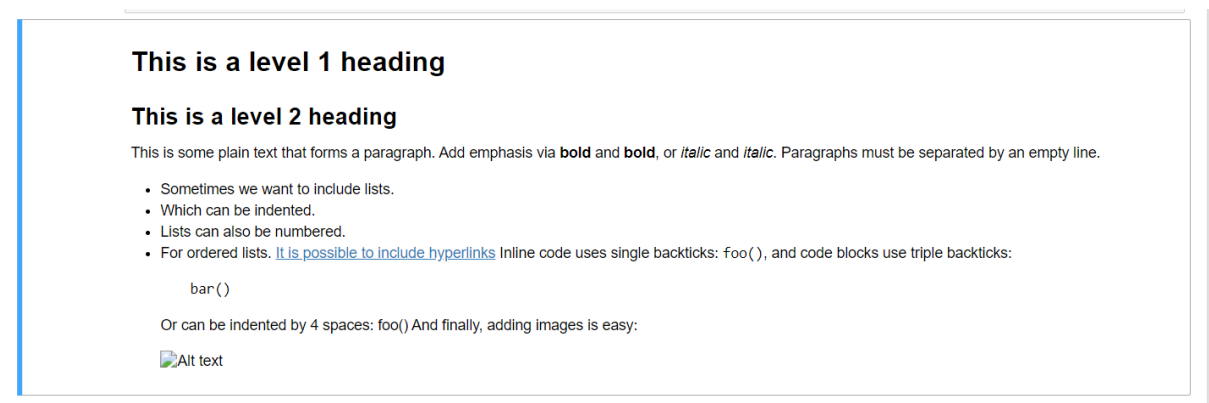 This is a level 1 heading
This is a level 2 heading
This is some plain text that forms a paragraph. Add emphasis via bold and bold, or italic and italic. Paragraphs must be separated by an empty line.
• Sometimes we want to include lists.
• Which can be indented.
• Lists can also be numbered.
• For ordered lists. It is possible to include hyperlinks Inline code uses single backticks: foo(), and code blocks use triple backticks:
bar()
Or can be indented by 4 spaces: foo() And finally, adding images is easy:
Alt text